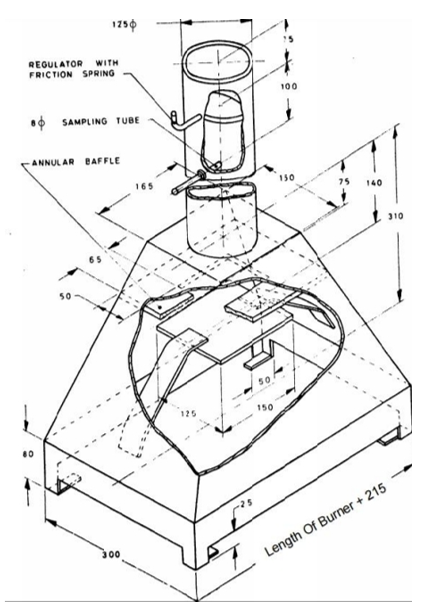 125ϕ
75
REGULATOR WITH
FRICTION SPRING
100
8ϕ SAMPLING TUBE
ANNULAR BAFFLE
165
150
75
140
310
65
50
50
125
150
80
25
Length Of Burner + 215
300